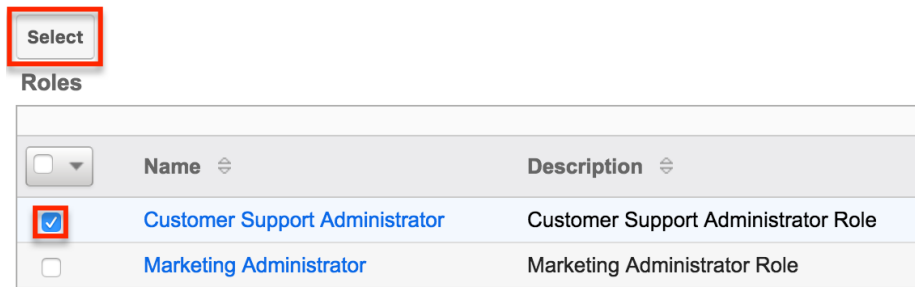 Select
Roles
Name Description
Customer Support Administrator Customer Support Administrator Role
Marketing Administrator Marketing Administrator Role